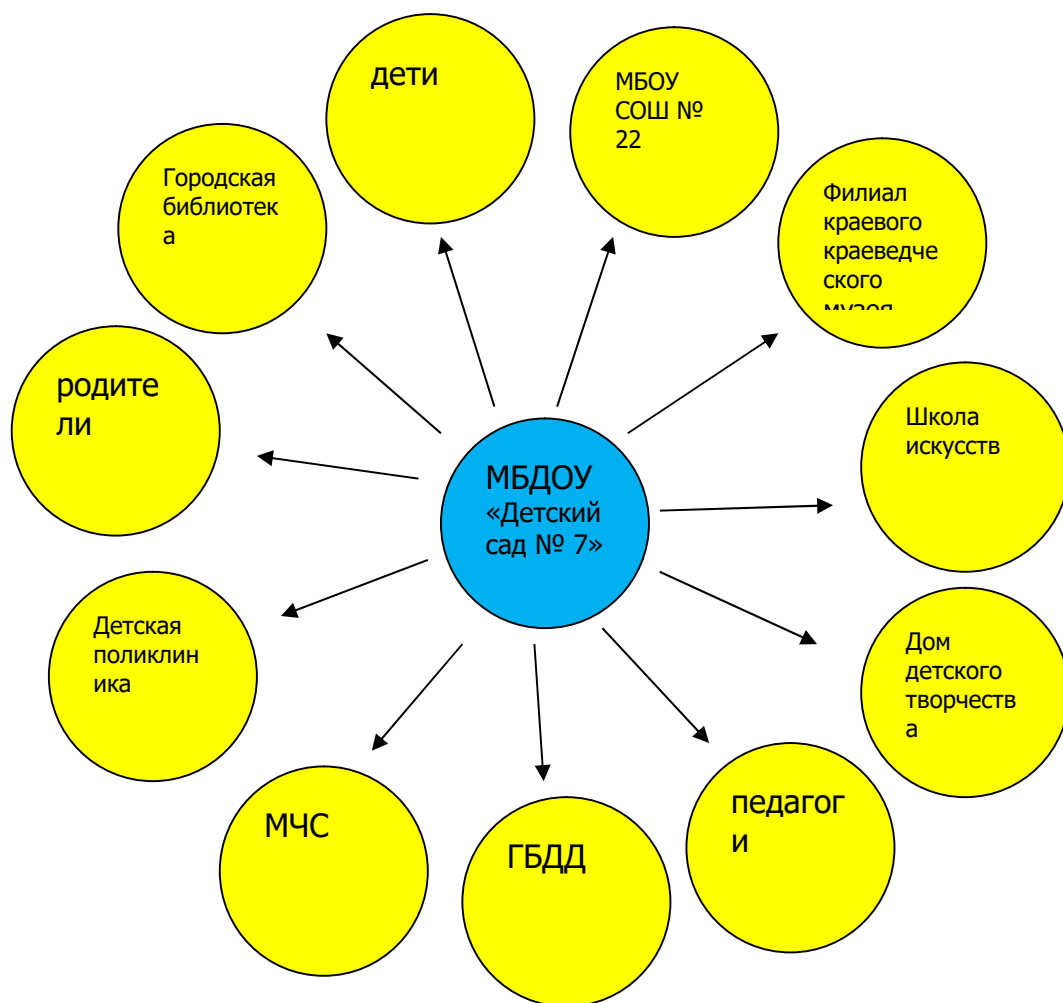 дети
МБОУ
СОШ №
22
Городская
библиотек
а
Филиал
краевого
краеведче
ского
музея
родите
ли
Школа
искусств
МБДОУ
«Детский
сад № 7»
Детская
поликлин
ика
Дом
детского
творчеств
а
педагог
и
МЧС
ГБДД